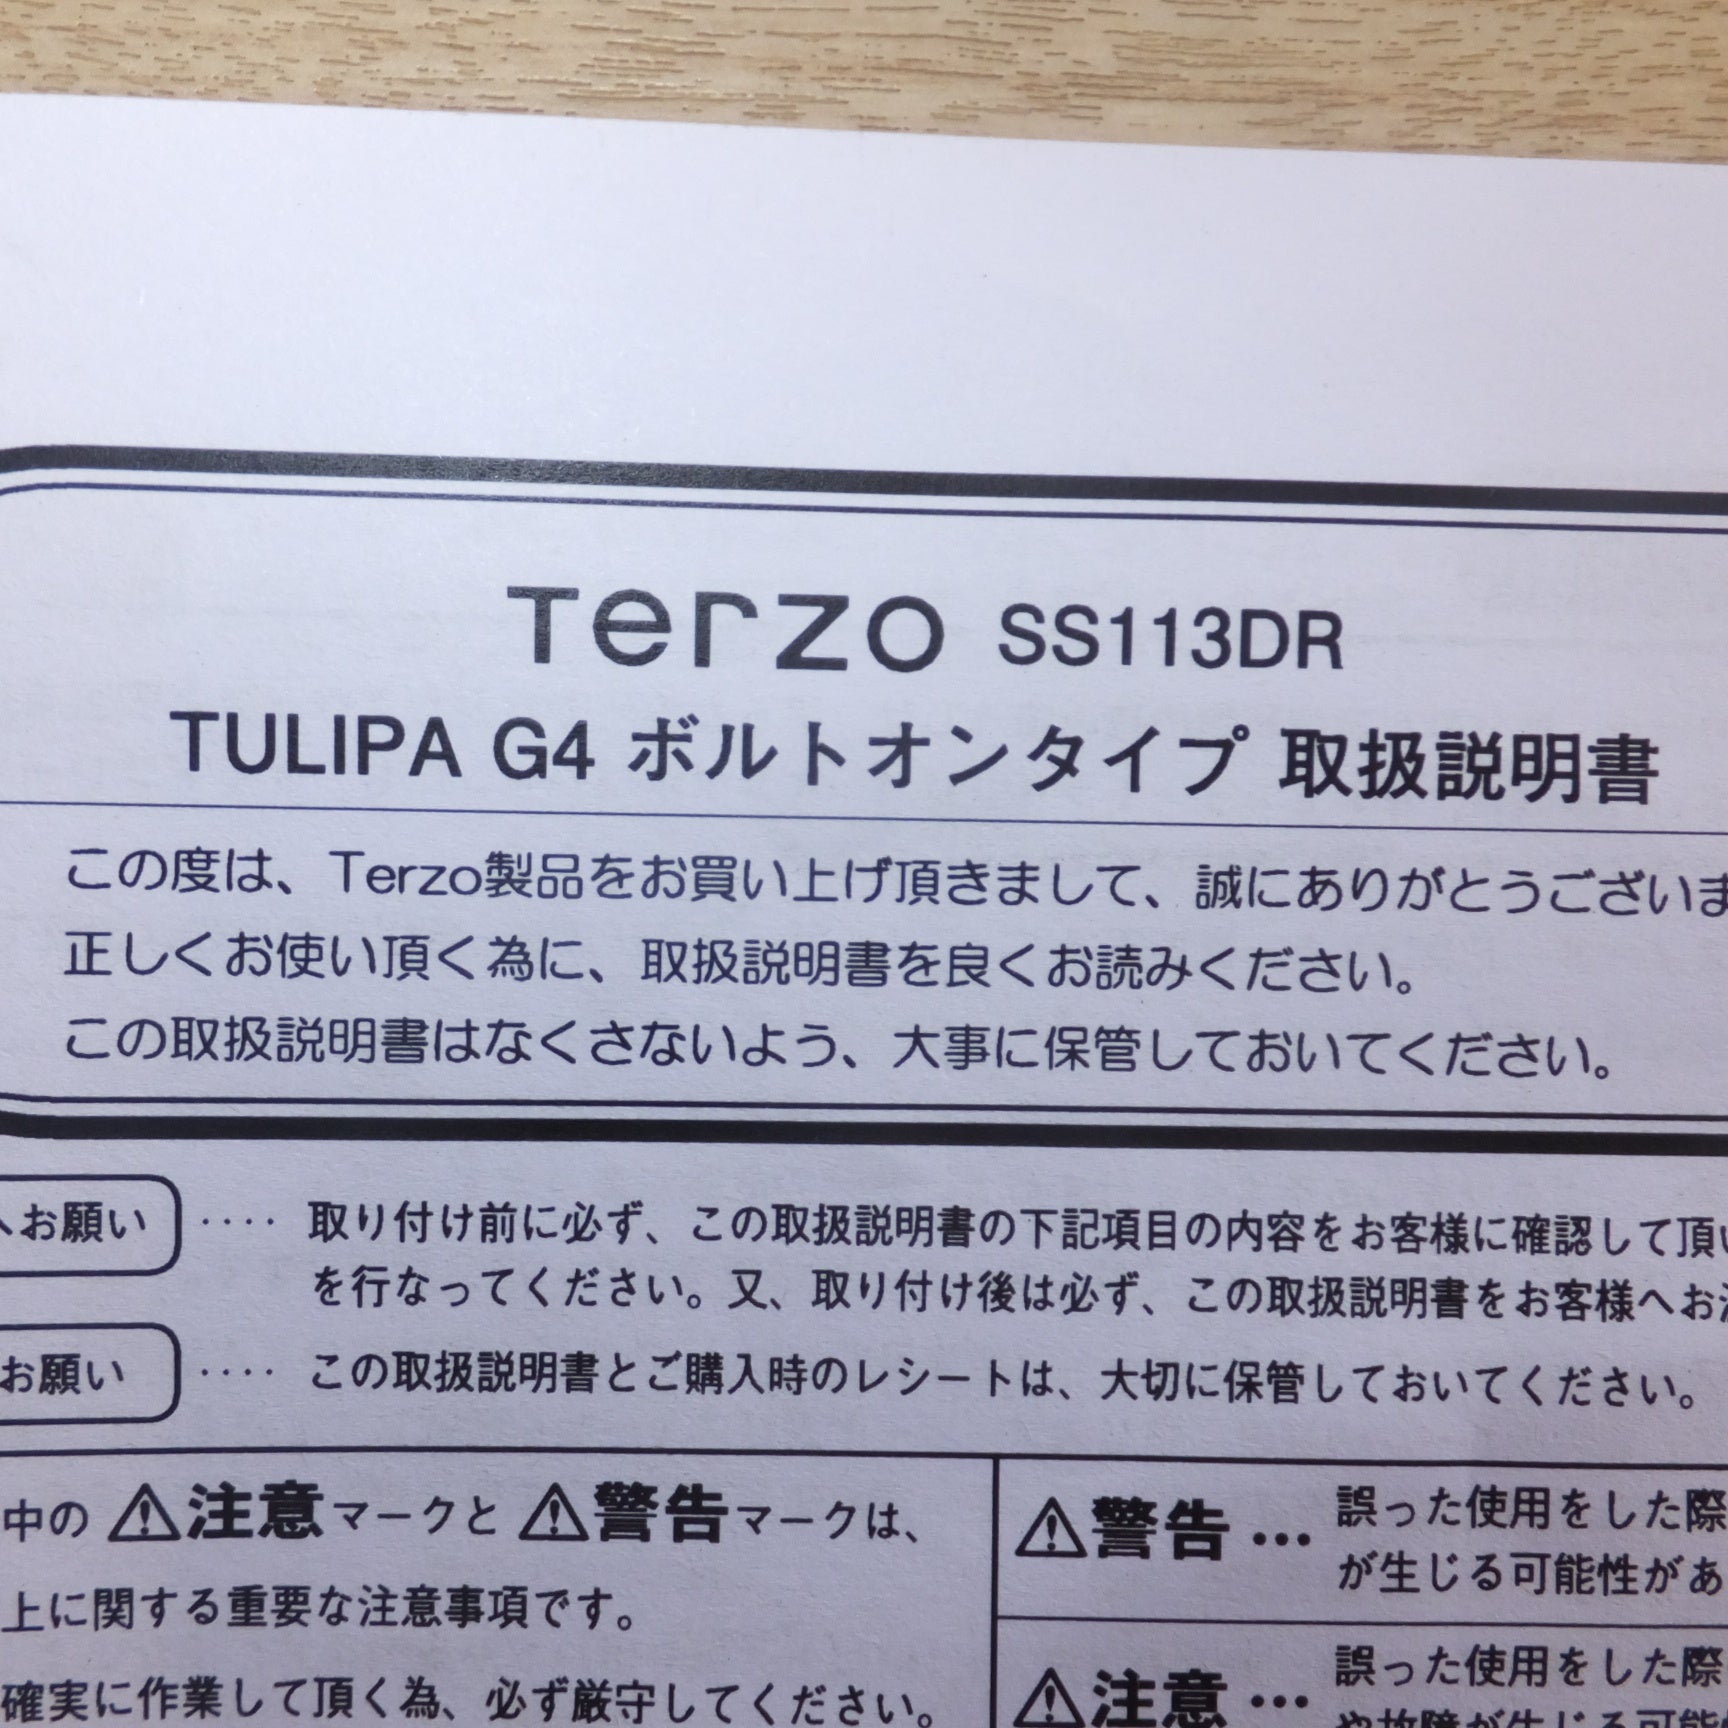 Terzo SS113DR
TULIPA G4 ボルトオンタイプ 取扱説明書
この度は、Terzo製品をお買い上げ頂きまして、誠にありがとうございま
正しくお使い頂く為に、取扱説明書を良くお読みください。
この取扱説明書はなくさないよう、大事に保管しておいてください。
へお願い ‥‥ 取り付け前に必ず、この取扱説明書の下記項目の内容をお客様に確認して頂い
を行なってください。又、取り付け後は必ず、この取扱説明書をお客様へお
お願い ‥‥ この取扱説明書とご購入時のレシートは、大切に保管しておいてください。
中の ⚠注意マークと ⚠警告マークは、
上に関する重要な注意事項です。
確実に作業して頂く為、必ず厳守してください。
⚠警告 … 誤った使用をした際
が生じる可能性があ
⚠注意 … 誤った使用をした際
や故障が生じる可能